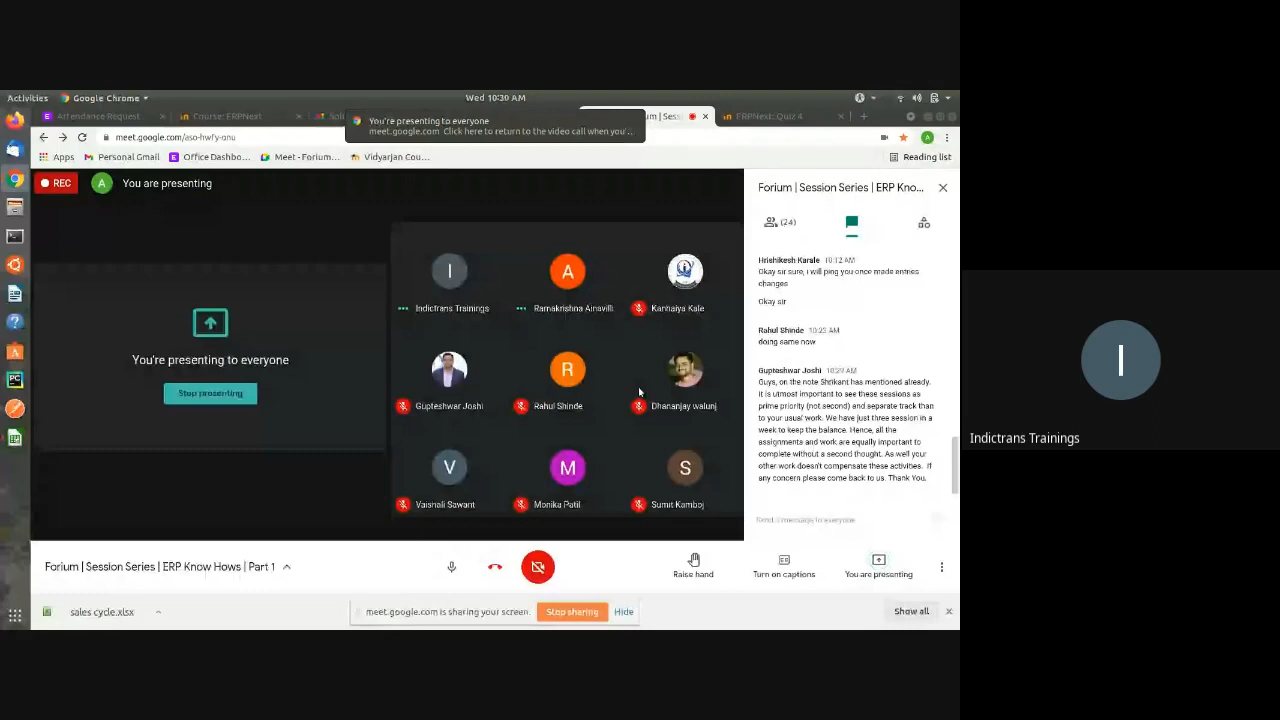 Activities
Google Chrome
Wed 10:30 AM
Attendance Request
Course: ERPNext
You're presenting to everyone
meet.google.com Click here to return to the video call when you'...
ERPNext: Quiz 4
meet.google.com/aso-hwfy-anu
Apps
Personal Gmail
Office Dashbo...
Meet - Forium...
Vidyarjan Cou...
Reading list
REC
A
You are presenting
Forium | Session Series | ERP Kno...
(24)
You're presenting to everyone
Stop presenting
I
Indictrans Trainings
A
Ramakrishna Ainavilli
Kanhaiya Kale
Gupteshwar Joshi
R
Rahul Shinde
Dhananjay walunj
V
Vaishali Sawant
M
Monika Patil
S
Sumit Kamboj
Hrishikesh Karale 10:12 AM
Okay sir sure, i will ping you once made entries
changes
Okay sir
Rahul Shinde 10:23 AM
doing same now
Gupteshwar Joshi 10:29 AM
Guys, on the note Shrikant has mentioned already.
It is utmost important to see these sessions as
prime priority (not second) and separate track than
to your usual work. We have just three session in
a week to keep the balance. Hence, all the
assignments and work are equally important to
complete without a second thought. As well your
other work doesn't compensate these activities. If
any concern please come back to us. Thank You.
Send a message to everyone
Forium | Session Series | ERP Know Hows | Part 1
Raise hand
Turn on captions
You are presenting
sales cycle.xlsx
meet.google.com is sharing your screen.
Stop sharing
Hide
Show all
I
Indictrans Trainings